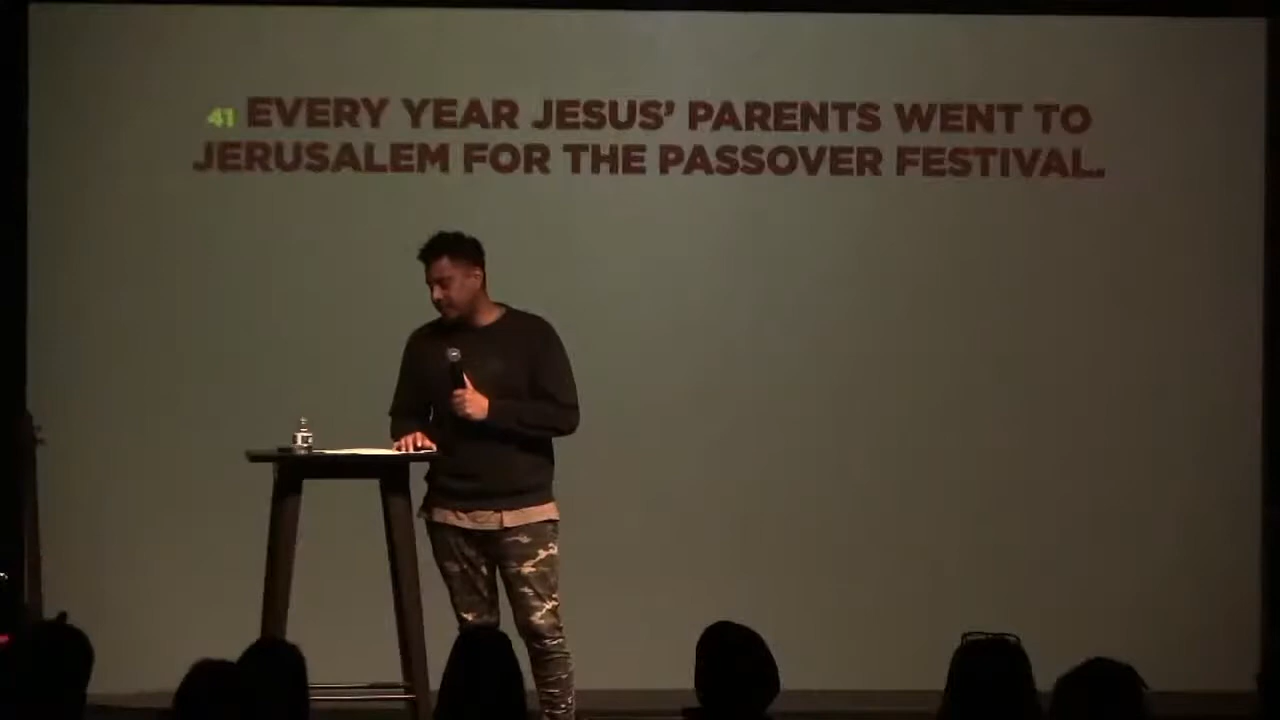 41 EVERY YEAR JESUS’ PARENTS WENT TO
JERUSALEM FOR THE PASSOVER FESTIVAL.